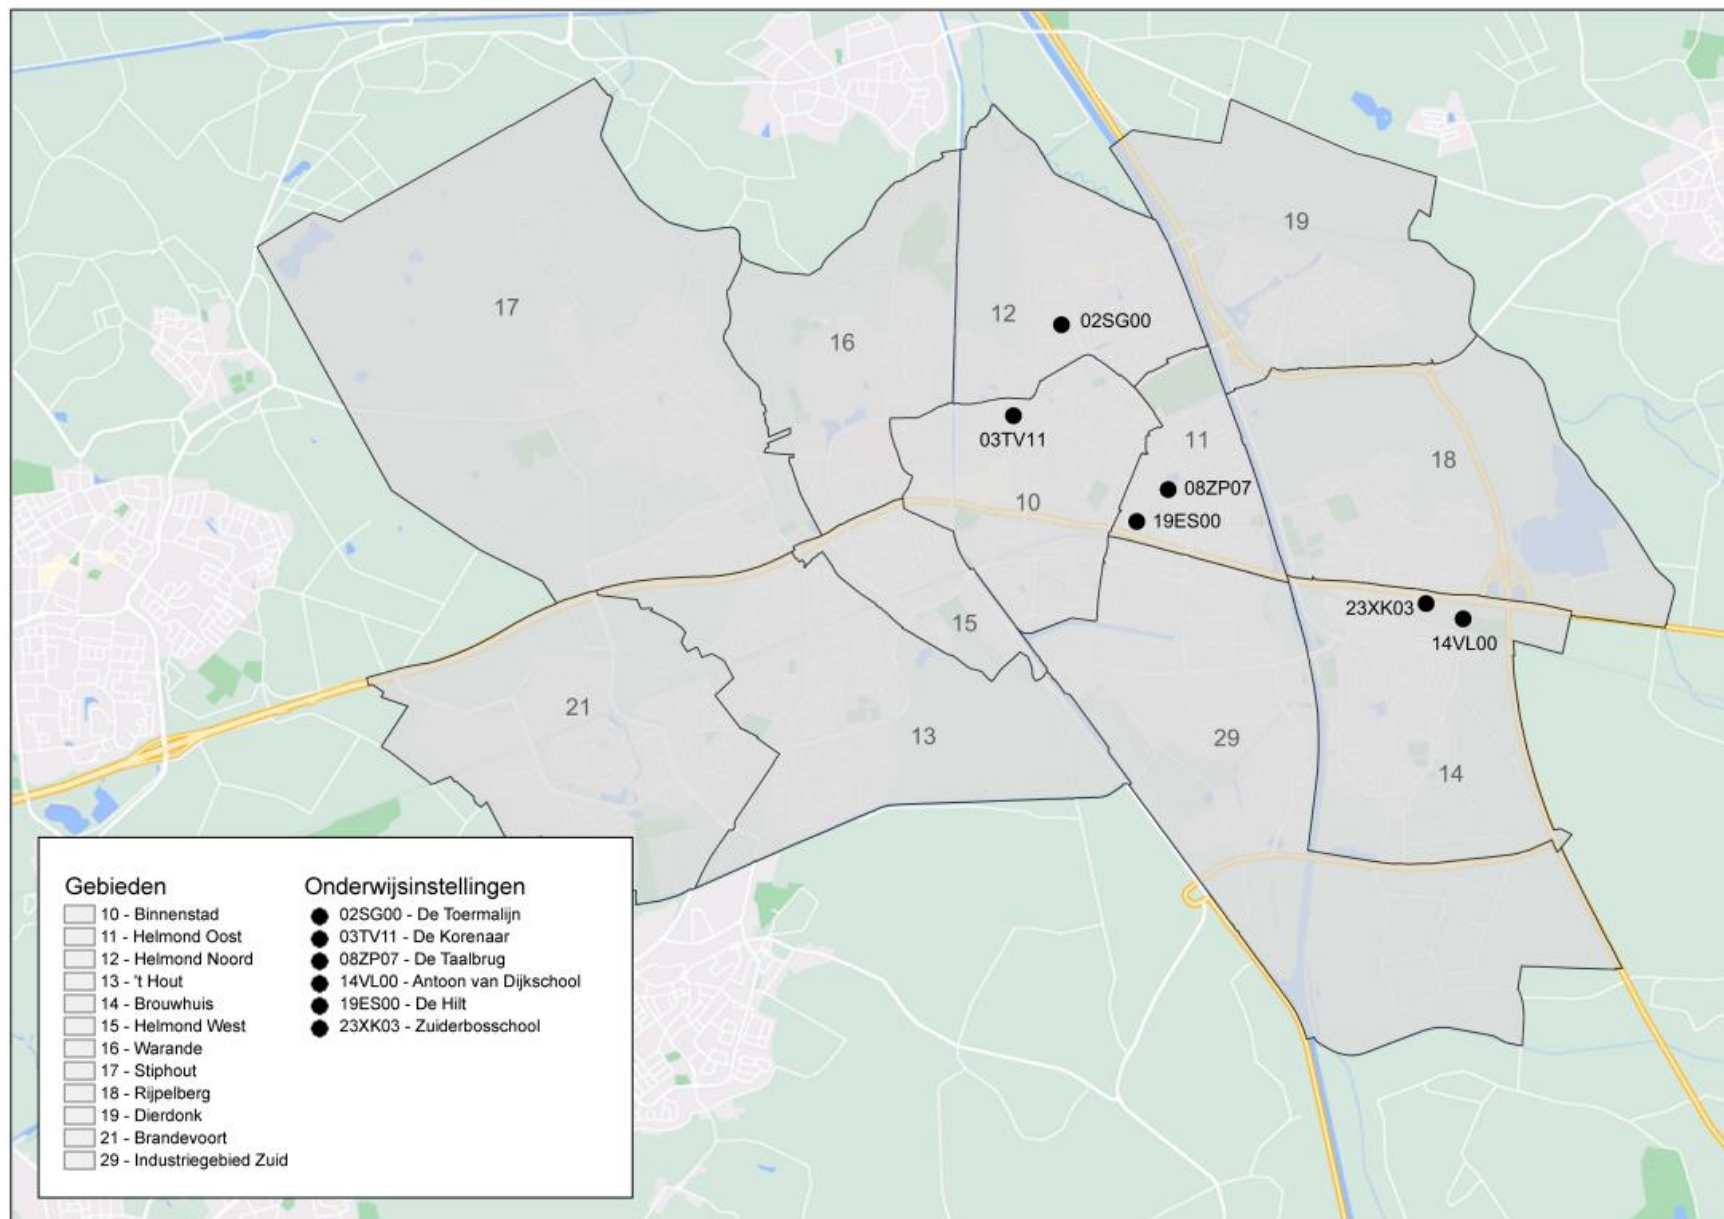 19
17
12
02SG00
16
03TV11
11
18
08ZP07
10
19ES00
23XK03
14VL00
15
21
13
29
14
Gebieden
10 - Binnenstad
11 - Helmond Oost
12 - Helmond Noord
13 - 't Hout
14 - Brouwhuis
15 - Helmond West
16 - Warande
17 - Stiphout
18 - Rijpelberg
19 - Dierdonk
21 - Brandevoort
29 - Industriegebied Zuid
Onderwijsinstellingen
02SG00 - De Toermalijn
03TV11 - De Korenaar
08ZP07 - De Taalbrug
14VL00 - Antoon van Dijkschool
19ES00 - De Hilt
23XK03 - Zuiderbosschool